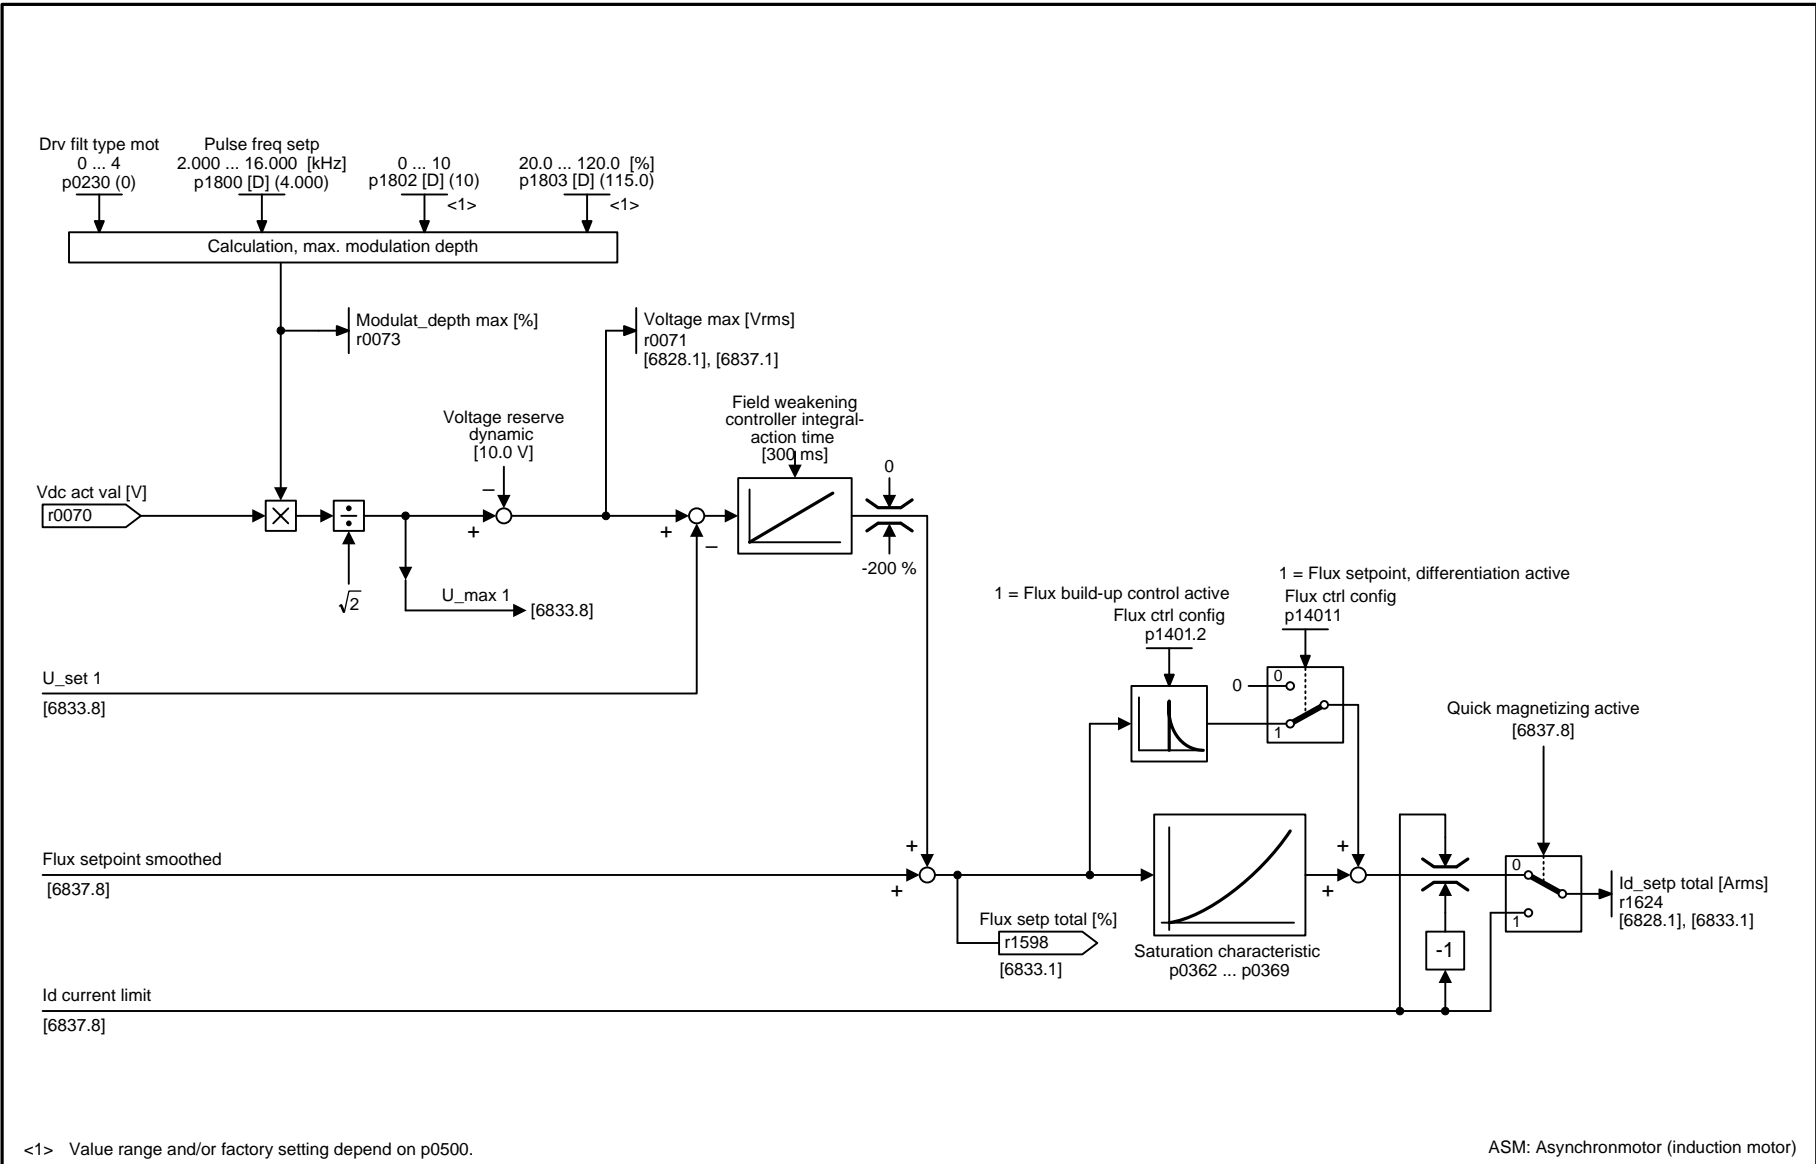 Drv filt type mot
0 ... 4
p0230 (0)
Pulse freq setp
2.000 ... 16.000 [kHz]
p1800 [D] (4.000)
0 ... 10
p1802 [D] (10)
<1>
20.0 ... 120.0 [%]
p1803 [D] (115.0)
<1>
Calculation, max. modulation depth
Modulat_depth max [%]
r0073
Voltage max [Vrms]
r0071
[6828.1], [6837.1]
Voltage reserve
dynamic
[10.0 V]
Field weakening
controller integral-
action time
[300 ms]
0
-200 %
Vdc act val [V]
r0070
×
÷
√2
+
–
+
–
U_max 1
[6833.8]
U_set 1
[6833.8]
1 = Flux build-up control active
Flux ctrl config
p1401.2
1 = Flux setpoint, differentiation active
Flux ctrl config
p14011
0
0
1
Quick magnetizing active
[6837.8]
Flux setpoint smoothed
[6837.8]
+
+
Flux setp total [%]
r1598
[6833.1]
Saturation characteristic
p0362 ... p0369
+
+
-1
0
1
Id_setp total [Arms]
r1624
[6828.1], [6833.1]
Id current limit
[6837.8]
<1> Value range and/or factory setting depend on p0500.
ASM: Asynchronmotor (induction motor)